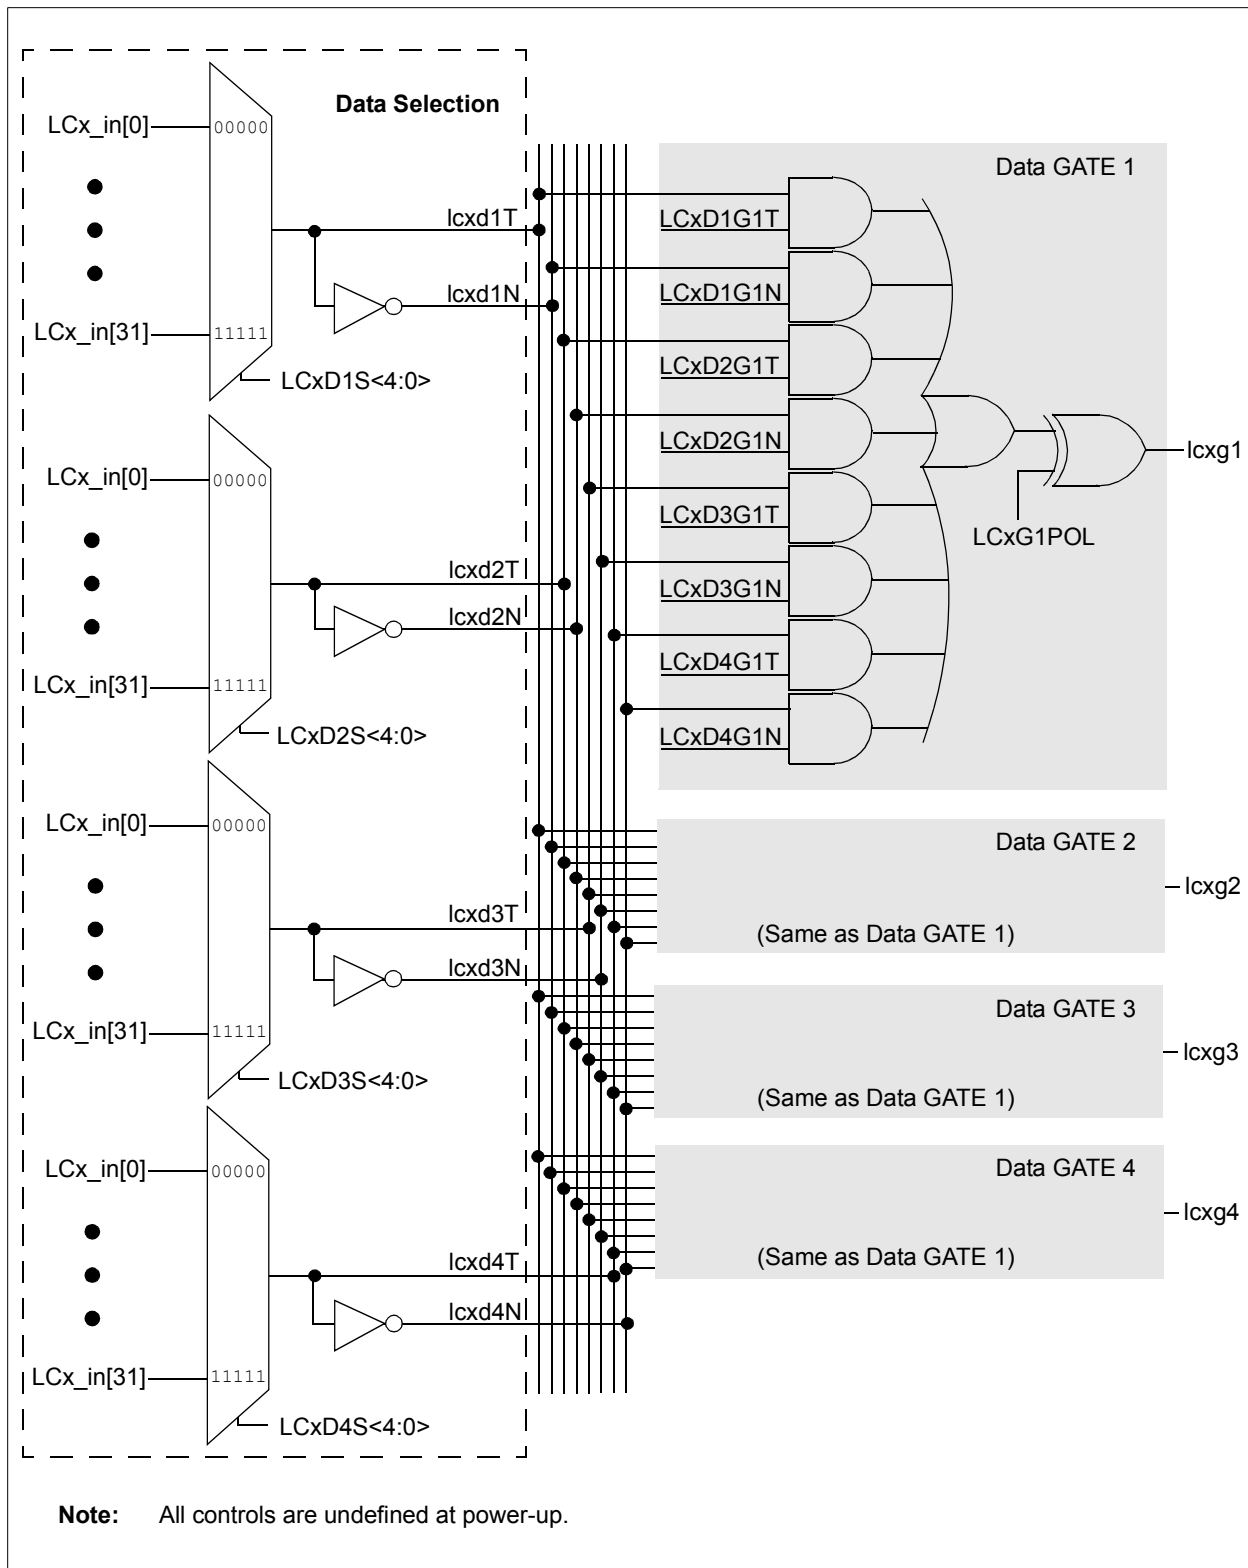 Data Selection
LCx_in[0]
00000
lcxd1T
lcxd1N
LCx_in[31]
11111
LCxD1S<4:0>
LCx_in[0]
00000
lcxd2T
lcxd2N
LCx_in[31]
11111
LCxD2S<4:0>
LCx_in[0]
00000
lcxd3T
lcxd3N
LCx_in[31]
11111
LCxD3S<4:0>
LCx_in[0]
00000
lcxd4T
lcxd4N
LCx_in[31]
11111
LCxD4S<4:0>
Data GATE 1
LCxD1G1T
LCxD1G1N
LCxD2G1T
LCxD2G1N
LCxD3G1T
LCxD3G1N
LCxD4G1T
LCxD4G1N
LCxG1POL
lcxg1
Data GATE 2
(Same as Data GATE 1)
lcxg2
Data GATE 3
(Same as Data GATE 1)
lcxg3
Data GATE 4
(Same as Data GATE 1)
lcxg4
Note: All controls are undefined at power-up.